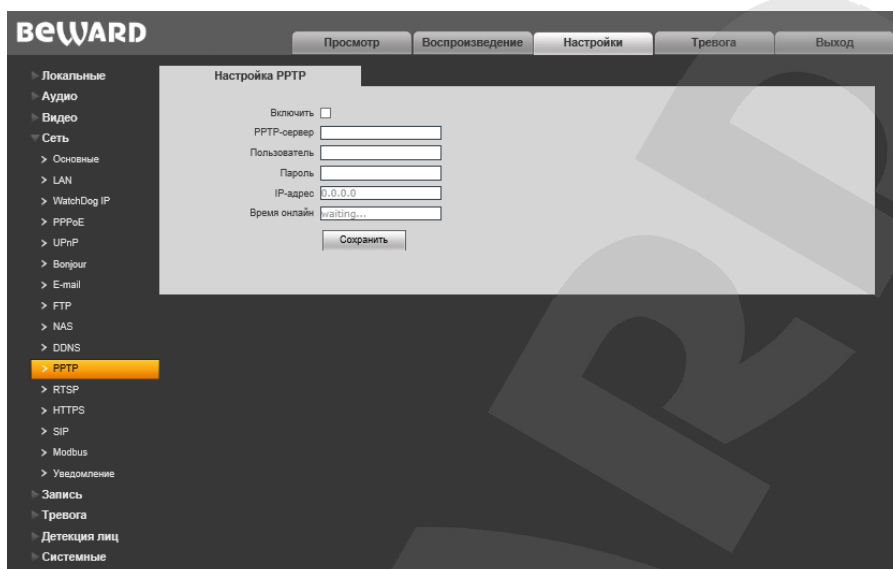 BEWARD
Просмотр Воспроизведение Настройки Тревога Выход
Локальные
Аудио
Видео
Сеть
Основные
LAN
WatchDog IP
PPPoE
UPnP
Bonjour
E-mail
FTP
NAS
DDNS
PPTP
RTSP
HTTPS
SIP
Modbus
Уведомление
Запись
Тревога
Детекция лиц
Системные
Настройка PPTP
Включить
PPTP-сервер
Пользователь
Пароль
IP-адрес 0.0.0.0
Время онлайн waiting...
Сохранить